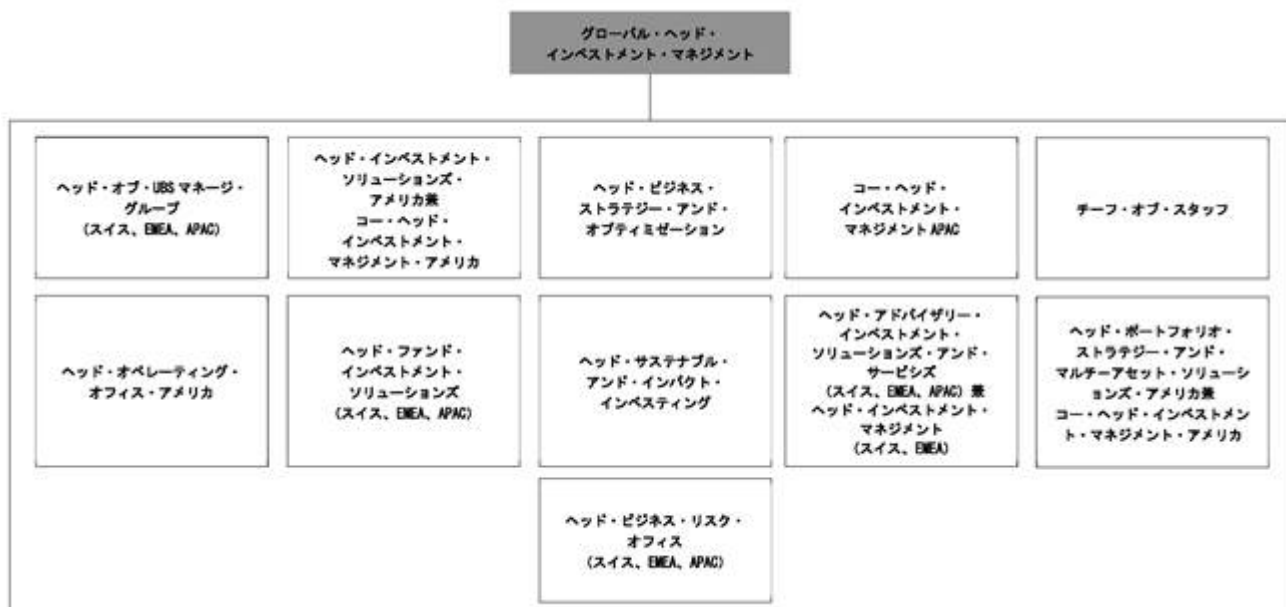 グローバル・ヘッド・
インベストメント・マネジメント
ヘッド・オブ・UBSマネージ・
グループ
(スイス、EMEA、APAC)
ヘッド・インベストメント・
ソリューションズ・
アメリカ兼
コー・ヘッド・
インベストメント・
マネジメント・アメリカ
ヘッド・ビジネス・
ストラテジー・アンド・
オプティミゼーション
コー・ヘッド・
インベストメント・
マネジメントAPAC
チーフ・オブ・スタッフ
ヘッド・オペレーティング・
オフィス・アメリカ
ヘッド・ファンド・
インベストメント・
ソリューションズ
(スイス、EMEA、APAC)
ヘッド・サステナブル・
アンド・インパクト・
インベスティング
ヘッド・アドバイザリー・
インベストメント・
ソリューションズ・アンド・
サービシズ
(スイス、EMEA、APAC)兼
ヘッド・インベストメント・
マネジメント
(スイス、EMEA)
ヘッド・ポートフォリオ・
ストラテジー・アンド・
マルチーアセット・ソリューシ
ョンズ・アメリカ兼
コー・ヘッド・インベストメン
ト・マネジメント・アメリカ
ヘッド・ビジネス・リスク・
オフィス
(スイス、EMEA、APAC)